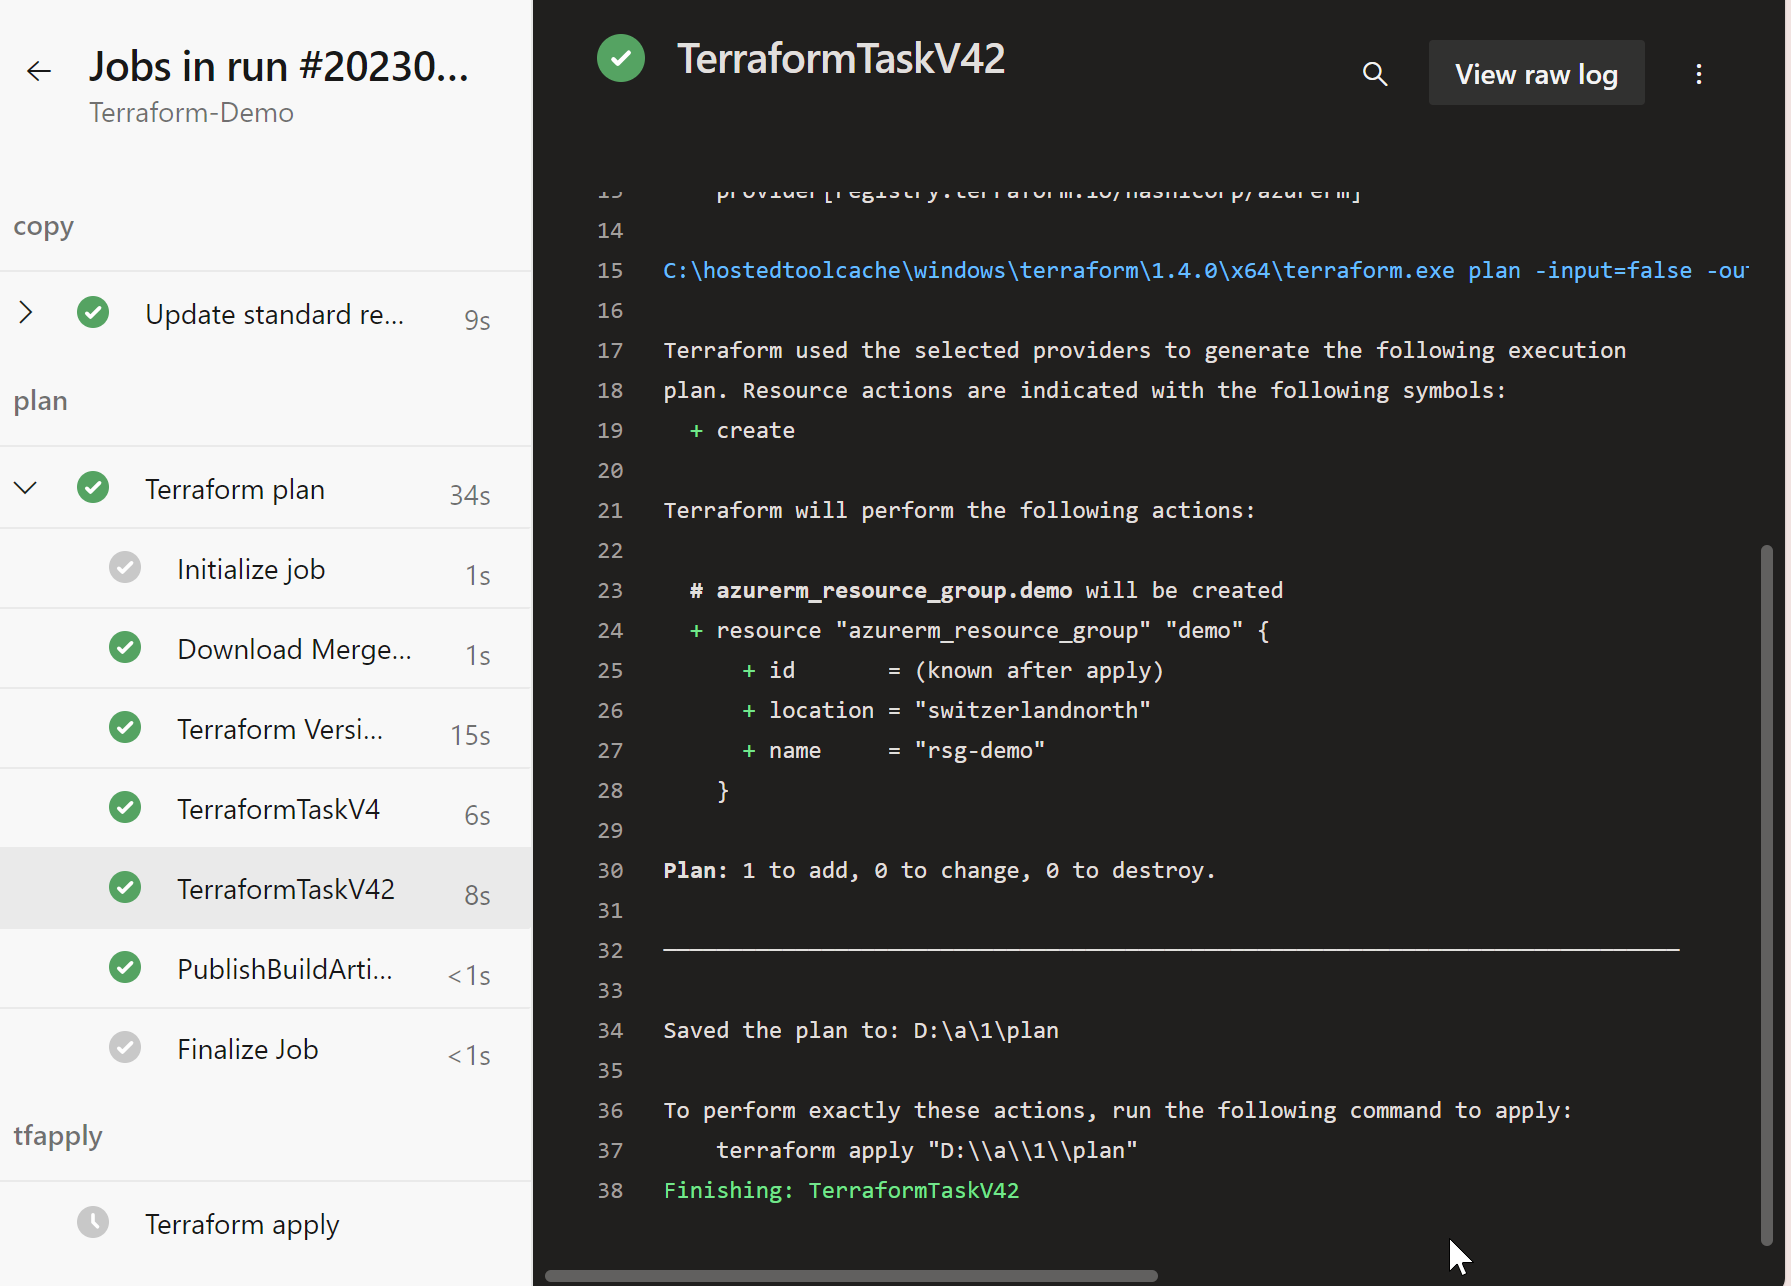 Jobs in run #20230...
Terraform-Demo
copy
Update standard re... 9s
plan
Terraform plan 34s
Initialize job 1s
Download Merge... 1s
Terraform Versi... 15s
TerraformTaskV4 6s
TerraformTaskV42 8s
PublishBuildArti... <1s
Finalize Job <1s
tfapply
Terraform apply
TerraformTaskV42
View raw log
13 provider[registry.terraform.io/hashicorp/azurerm]
14
15 C:\hostedtoolcache\windows\terraform\1.4.0\x64\terraform.exe plan -input=false -out
16
17 Terraform used the selected providers to generate the following execution
18 plan. Resource actions are indicated with the following symbols:
19 + create
20
21 Terraform will perform the following actions:
22
23 # azurerm_resource_group.demo will be created
24 + resource "azurerm_resource_group" "demo" {
25 + id = (known after apply)
26 + location = "switzerlandnorth"
27 + name = "rsg-demo"
28 }
29
30 Plan: 1 to add, 0 to change, 0 to destroy.
31
32 ─────────────────────────────────────────────────────────────────────────────
33
34 Saved the plan to: D:\a\1\plan
35
36 To perform exactly these actions, run the following command to apply:
37 terraform apply "D:\\a\\1\\plan"
38 Finishing: TerraformTaskV42